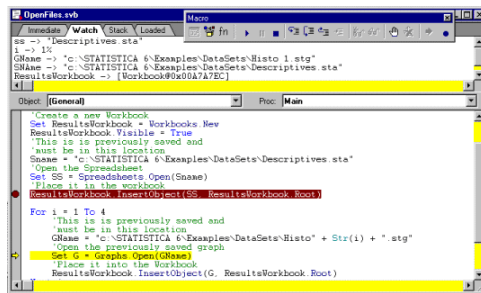 OpenFiles.svb
Macro
Immediate Watch Stack Loaded
fn
ss -> "Descriptives.sta"
i -> 1%
GName -> "c:\STATISTICA 6\Examples\DataSets\Histo 1.stg"
SName -> "c:\STATISTICA 6\Examples\DataSets\Descriptives.sta"
ResultsWorkbook -> [Workbook@0x00A7A7EC]
Object: (General) Proc: Main
'Create a new Workbook
Set ResultsWorkbook = Workbooks.New
ResultsWorkbook.Visible = True
'This is is previously saved and
'must be in this location
Sname = "c:\STATISTICA 6\Examples\DataSets\Descriptives.sta"
'Open the Spreadsheet
Set SS = Spreadsheets.Open(Sname)
'Place it in the workbook
ResultsWorkbook.InsertObject(SS, ResultsWorkbook.Root)
For i = 1 To 4
'This is is previously saved and
'must be in this location
GName = "c:\STATISTICA 6\Examples\DataSets\Histo" + Str(i) + ".stg"
'Open the previously saved graph
Set G = Graphs.Open(GName)
'Place it into the Workbook
ResultsWorkbook.InsertObject(G, ResultsWorkbook.Root)